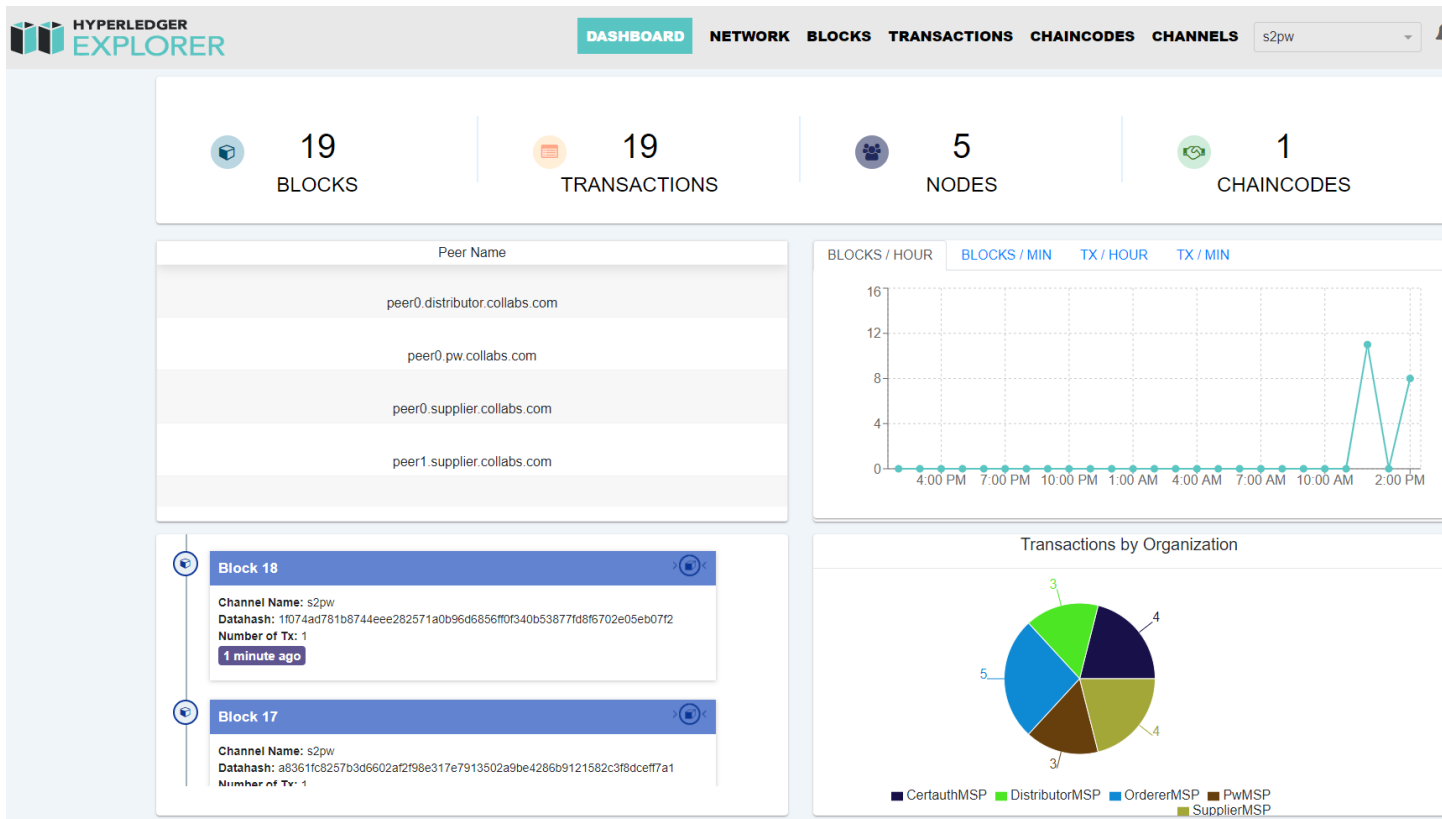 HYPERLEDGER
EXPLORER
DASHBOARD NETWORK BLOCKS TRANSACTIONS CHAINCODES CHANNELS s2pw
19
BLOCKS
19
TRANSACTIONS
5
NODES
1
CHAINCODES
Peer Name
peer0.distributor.collabs.com
peer0.pw.collabs.com
peer0.supplier.collabs.com
peer1.supplier.collabs.com
BLOCKS / HOUR BLOCKS / MIN TX / HOUR TX / MIN
16
12
8
4
0
4:00 PM 7:00 PM 10:00 PM 1:00 AM 4:00 AM 7:00 AM 10:00 AM 2:00 PM
Block 18
Channel Name: s2pw
Datahash: 1f074ad781b8744eee282571a0b96d6856ff0f340b53877fd8f6702e05eb07f2
Number of Tx: 1
1 minute ago
Block 17
Channel Name: s2pw
Datahash: a8361fc8257b3d6602af2f98e317e7913502a9be4286b9121582c3f8dceff7a1
Number of Tx: 1
Transactions by Organization
3
4
5
3
4
CertauthMSP DistributorMSP OrdererMSP PwMSP
SupplierMSP